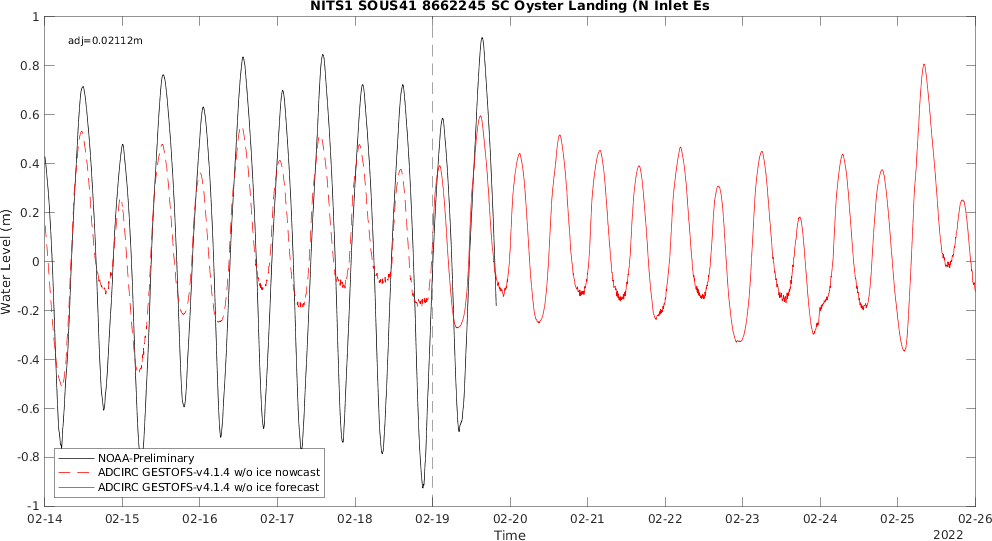 NITS1 SOUS41 8662245 SC Oyster Landing (N Inlet Es
adj=0.02112m
Water Level (m)
1
0.8
0.6
0.4
0.2
0
-0.2
-0.4
-0.6
-0.8
-1
NOAA-Preliminary
ADCIRC GESTOFS-v4.1.4 w/o ice nowcast
ADCIRC GESTOFS-v4.1.4 w/o ice forecast
02-14 02-15 02-16 02-17 02-18 02-19 02-20 02-21 02-22 02-23 02-24 02-25 02-26
Time
2022